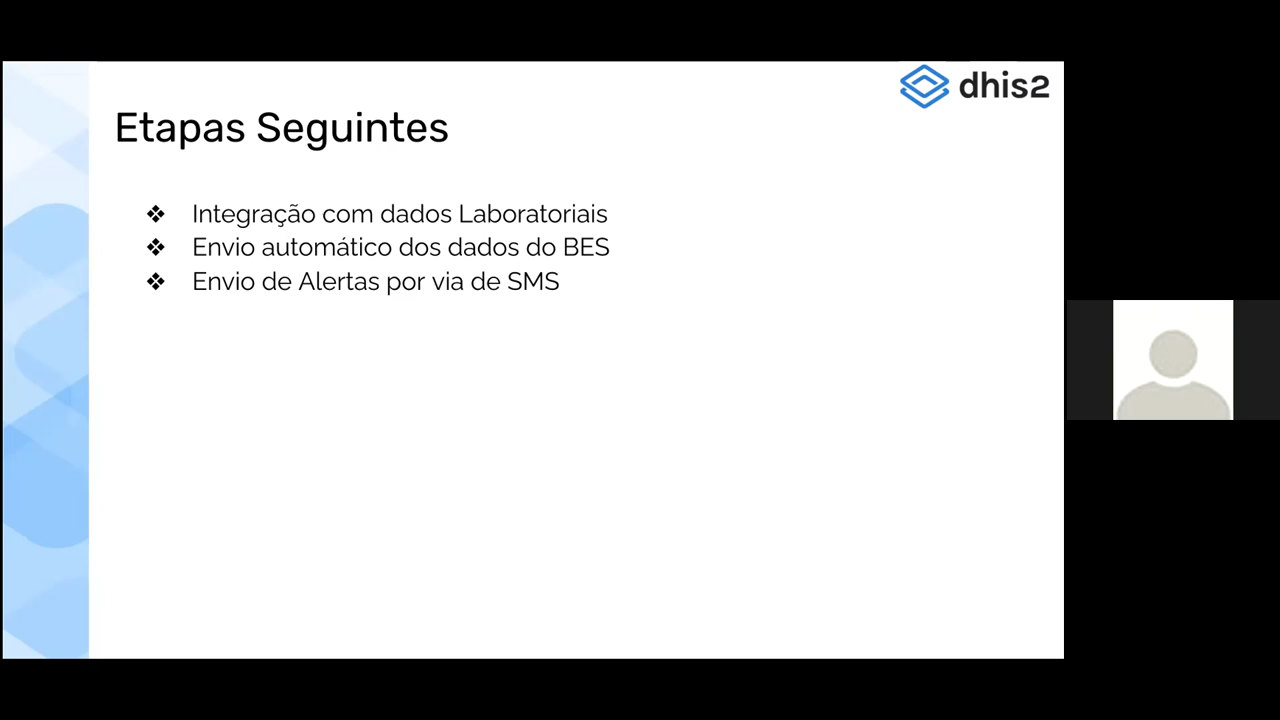 dhis2
Etapas Seguintes
❖ Integração com dados Laboratoriais
❖ Envio automático dos dados do BES
❖ Envio de Alertas por via de SMS